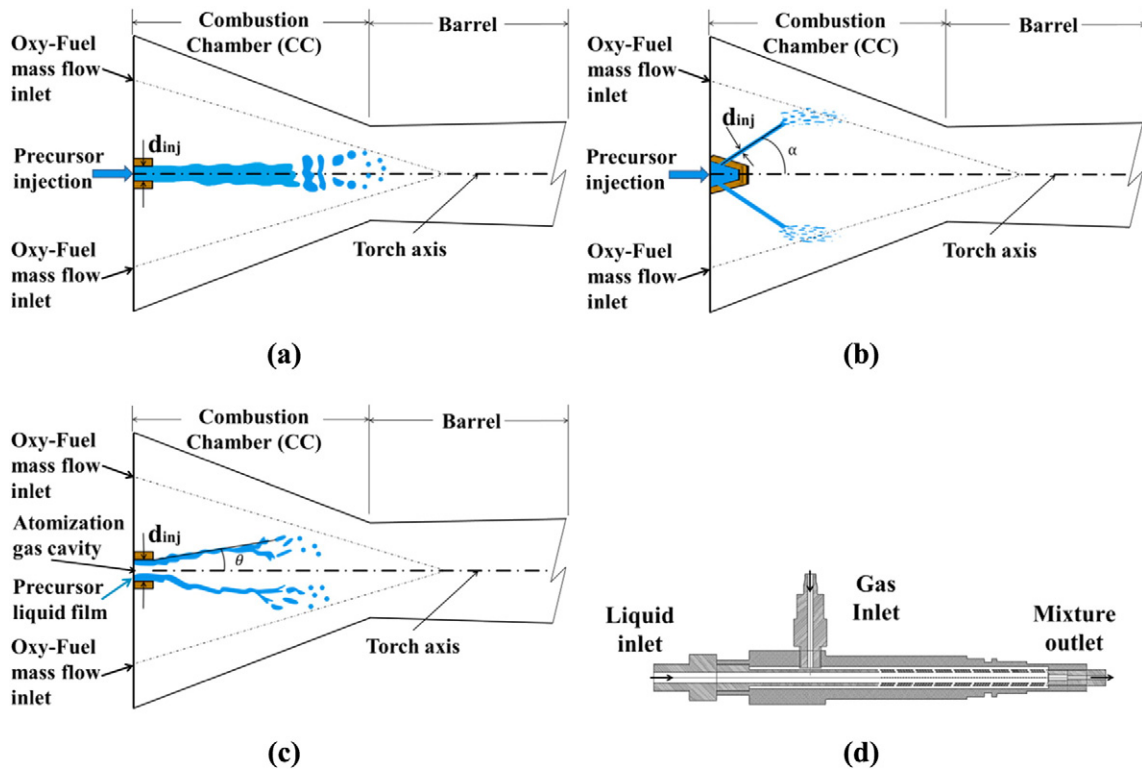 Combustion
Chamber (CC)
Barrel
Oxy-Fuel
mass flow
inlet
dinj
Precursor
injection
Torch axis
Oxy-Fuel
mass flow
inlet
(a)
Combustion
Chamber (CC)
Barrel
Oxy-Fuel
mass flow
inlet
dinj
α
Precursor
injection
Torch axis
Oxy-Fuel
mass flow
inlet
(b)
Combustion
Chamber (CC)
Barrel
Oxy-Fuel
mass flow
inlet
Atomization
gas cavity
dinj
θ
Precursor
liquid film
Torch axis
Oxy-Fuel
mass flow
inlet
(c)
Liquid
inlet
Gas
Inlet
Mixture
outlet
(d)